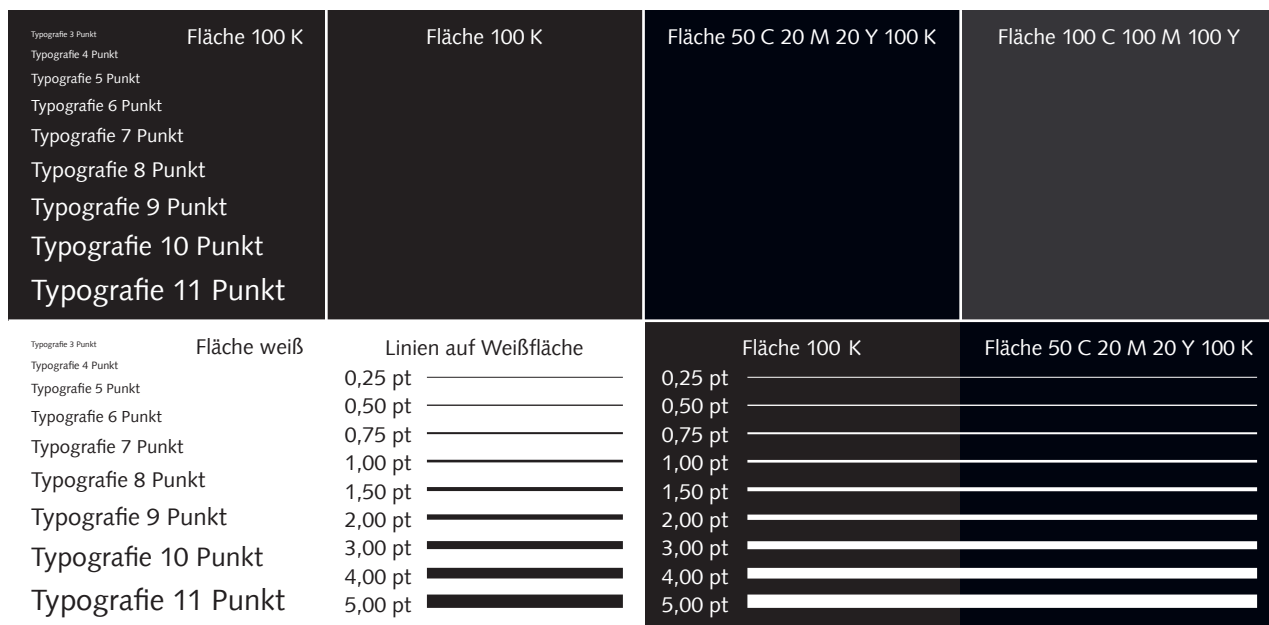 Typografie 3 Punkt
Fläche 100 K
Typografie 4 Punkt
Typografie 5 Punkt
Typografie 6 Punkt
Typografie 7 Punkt
Typografie 8 Punkt
Typografie 9 Punkt
Typografie 10 Punkt
Typografie 11 Punkt
Fläche 100 K
Fläche 50 C 20 M 20 Y 100 K
Fläche 100 C 100 M 100 Y
Typografie 3 Punkt
Fläche weiß
Typografie 4 Punkt
Typografie 5 Punkt
Typografie 6 Punkt
Typografie 7 Punkt
Typografie 8 Punkt
Typografie 9 Punkt
Typografie 10 Punkt
Typografie 11 Punkt
Linien auf Weißfläche
0,25 pt
0,50 pt
0,75 pt
1,00 pt
1,50 pt
2,00 pt
3,00 pt
4,00 pt
5,00 pt
Fläche 100 K
Fläche 50 C 20 M 20 Y 100 K
0,25 pt
0,50 pt
0,75 pt
1,00 pt
1,50 pt
2,00 pt
3,00 pt
4,00 pt
5,00 pt